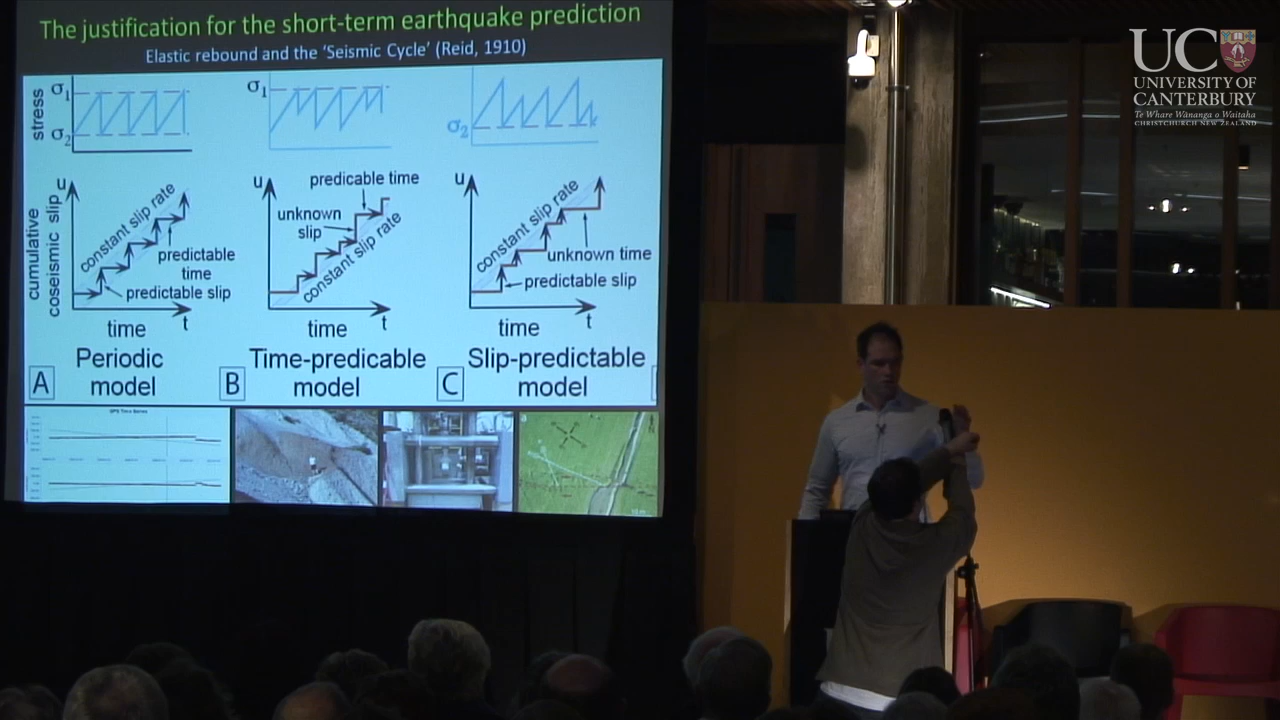 The justification for the short-term earthquake prediction
Elastic rebound and the 'Seismic Cycle' (Reid, 1910)
stress
σ1
σ2
σ1
σ2
cumulative
coseismic slip
u
constant slip rate
predictable
time
predictable slip
time
t
Periodic
model
A
u
predicable time
unknown
slip
constant slip rate
time
t
Time-predicable
model
B
u
constant slip rate
unknown time
predictable slip
time
t
Slip-predictable
model
C
GPS Time Series
UC
UNIVERSITY OF
CANTERBURY
Te Whare Wānanga o Waitaha
CHRISTCHURCH NEW ZEALAND